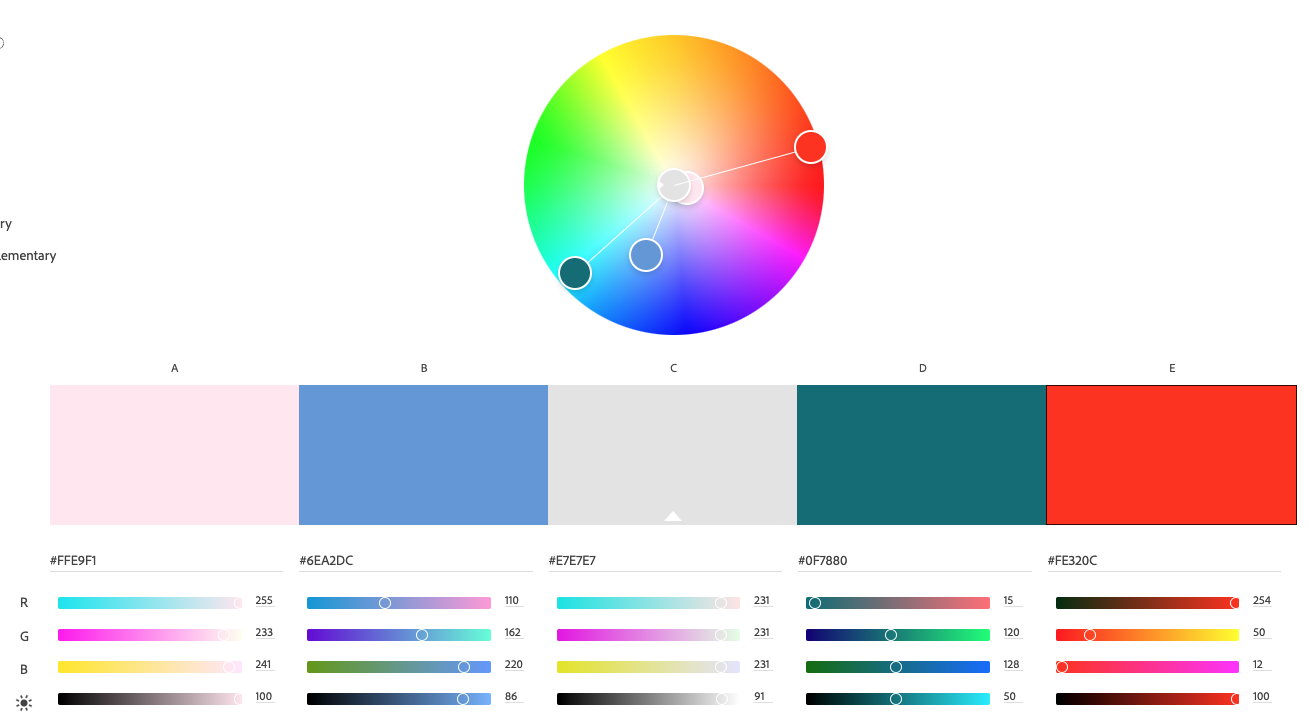 ry
ementary
A B C D E
#FFE9F1 #6EA2DC #E7E7E7 #0F7880 #FE320C
R 255 110 231 15 254
G 233 162 231 120 50
B 241 220 231 128 12
100 86 91 50 100